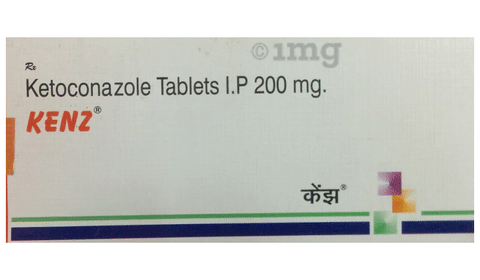 ©1mg
Rx
Ketoconazole Tablets I.P 200 mg.
KENZ®
केंझ®